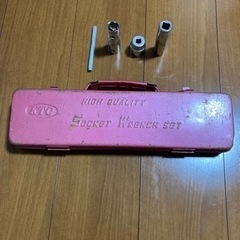 KTC
HIGH QUALITY
SOCKET WRENCH SET